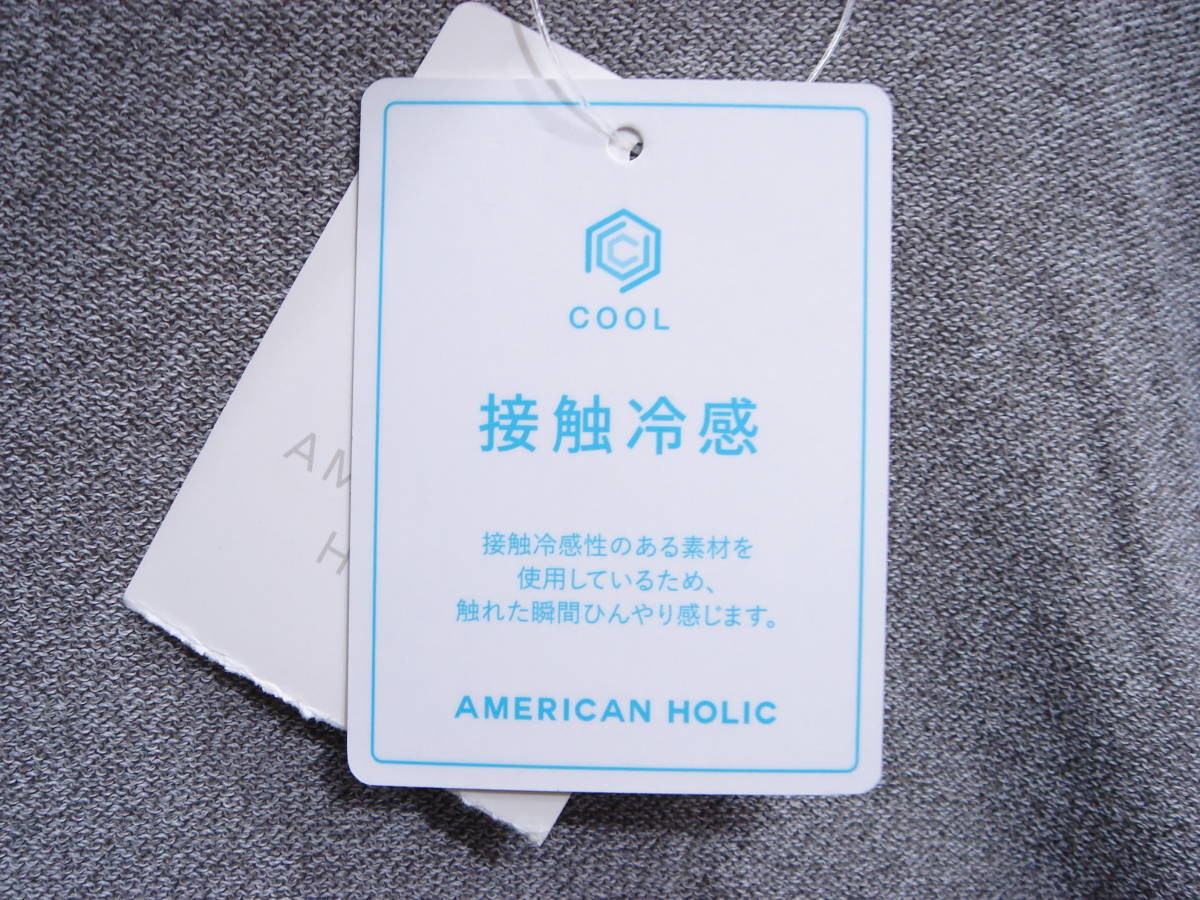 COOL
接触冷感
接触冷感性のある素材を
使用しているため、
触れた瞬間ひんやり感じます。
AMERICAN HOLIC
AM
H